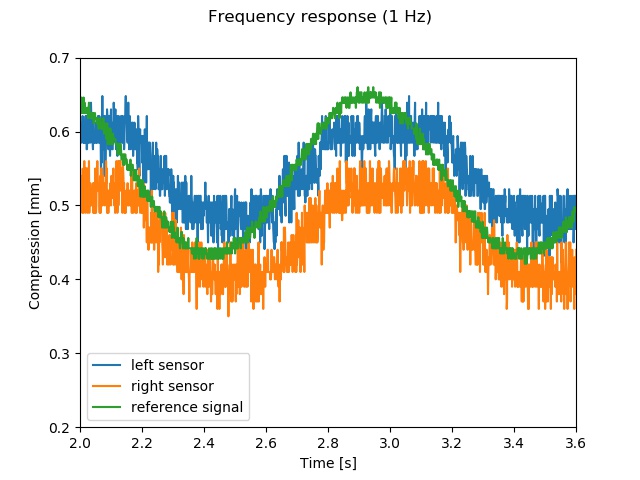 Frequency response (1 Hz)
0.7
0.6
0.5
0.4
0.3
0.2
Compression [mm]
left sensor
right sensor
reference signal
2.0 2.2 2.4 2.6 2.8 3.0 3.2 3.4 3.6
Time [s]